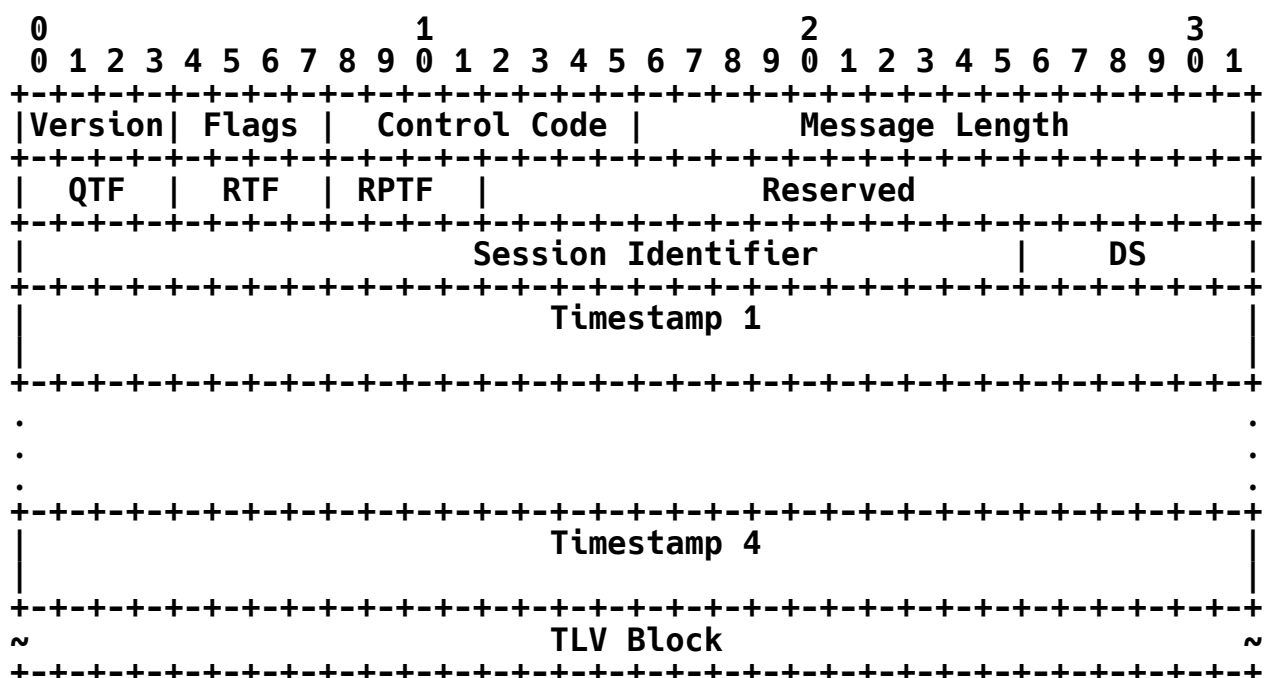 0                   1                   2                   3
 0 1 2 3 4 5 6 7 8 9 0 1 2 3 4 5 6 7 8 9 0 1 2 3 4 5 6 7 8 9 0 1
+-+-+-+-+-+-+-+-+-+-+-+-+-+-+-+-+-+-+-+-+-+-+-+-+-+-+-+-+-+-+-+-+
|Version| Flags |  Control Code |        Message Length         |
+-+-+-+-+-+-+-+-+-+-+-+-+-+-+-+-+-+-+-+-+-+-+-+-+-+-+-+-+-+-+-+-+
|  QTF  |  RTF  | RPTF  |              Reserved                 |
+-+-+-+-+-+-+-+-+-+-+-+-+-+-+-+-+-+-+-+-+-+-+-+-+-+-+-+-+-+-+-+-+
|                       Session Identifier          |    DS     |
+-+-+-+-+-+-+-+-+-+-+-+-+-+-+-+-+-+-+-+-+-+-+-+-+-+-+-+-+-+-+-+-+
|                           Timestamp 1                         |
|                                                               |
+-+-+-+-+-+-+-+-+-+-+-+-+-+-+-+-+-+-+-+-+-+-+-+-+-+-+-+-+-+-+-+-+
.                                                               .
.                                                               .
.                                                               .
+-+-+-+-+-+-+-+-+-+-+-+-+-+-+-+-+-+-+-+-+-+-+-+-+-+-+-+-+-+-+-+-+
|                           Timestamp 4                         |
|                                                               |
+-+-+-+-+-+-+-+-+-+-+-+-+-+-+-+-+-+-+-+-+-+-+-+-+-+-+-+-+-+-+-+-+
~                           TLV Block                           ~
+-+-+-+-+-+-+-+-+-+-+-+-+-+-+-+-+-+-+-+-+-+-+-+-+-+-+-+-+-+-+-+-+